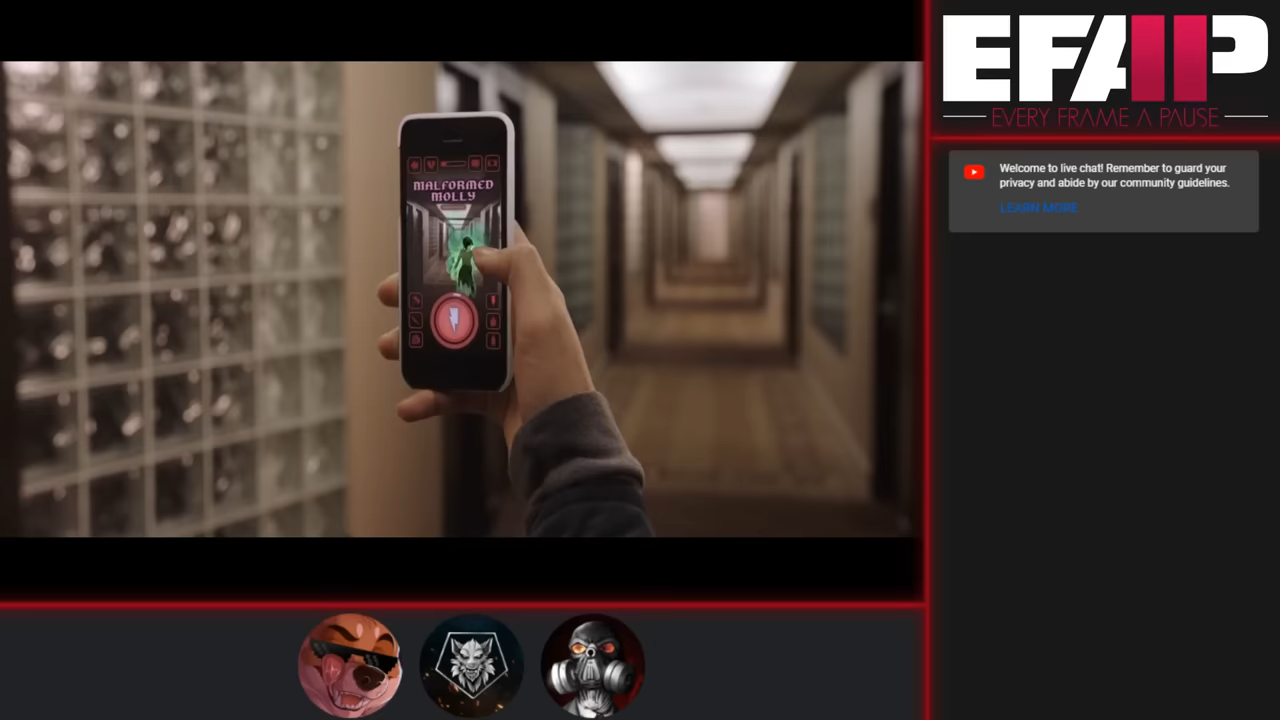 EFAP
EVERY FRAME A PAUSE
Welcome to live chat! Remember to guard your
privacy and abide by our community guidelines.
LEARN MORE
MALFORMED
MOLLY